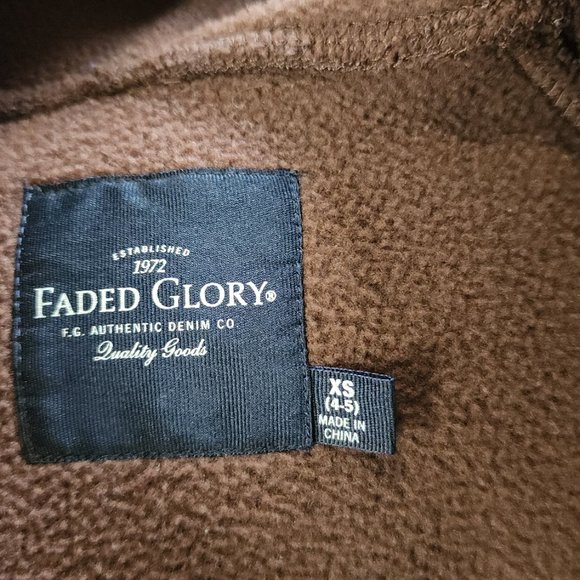 ESTABLISHED
1972
FADED GLORY®
F.G. AUTHENTIC DENIM CO
Quality Goods
XS
(4-5)
MADE IN
CHINA